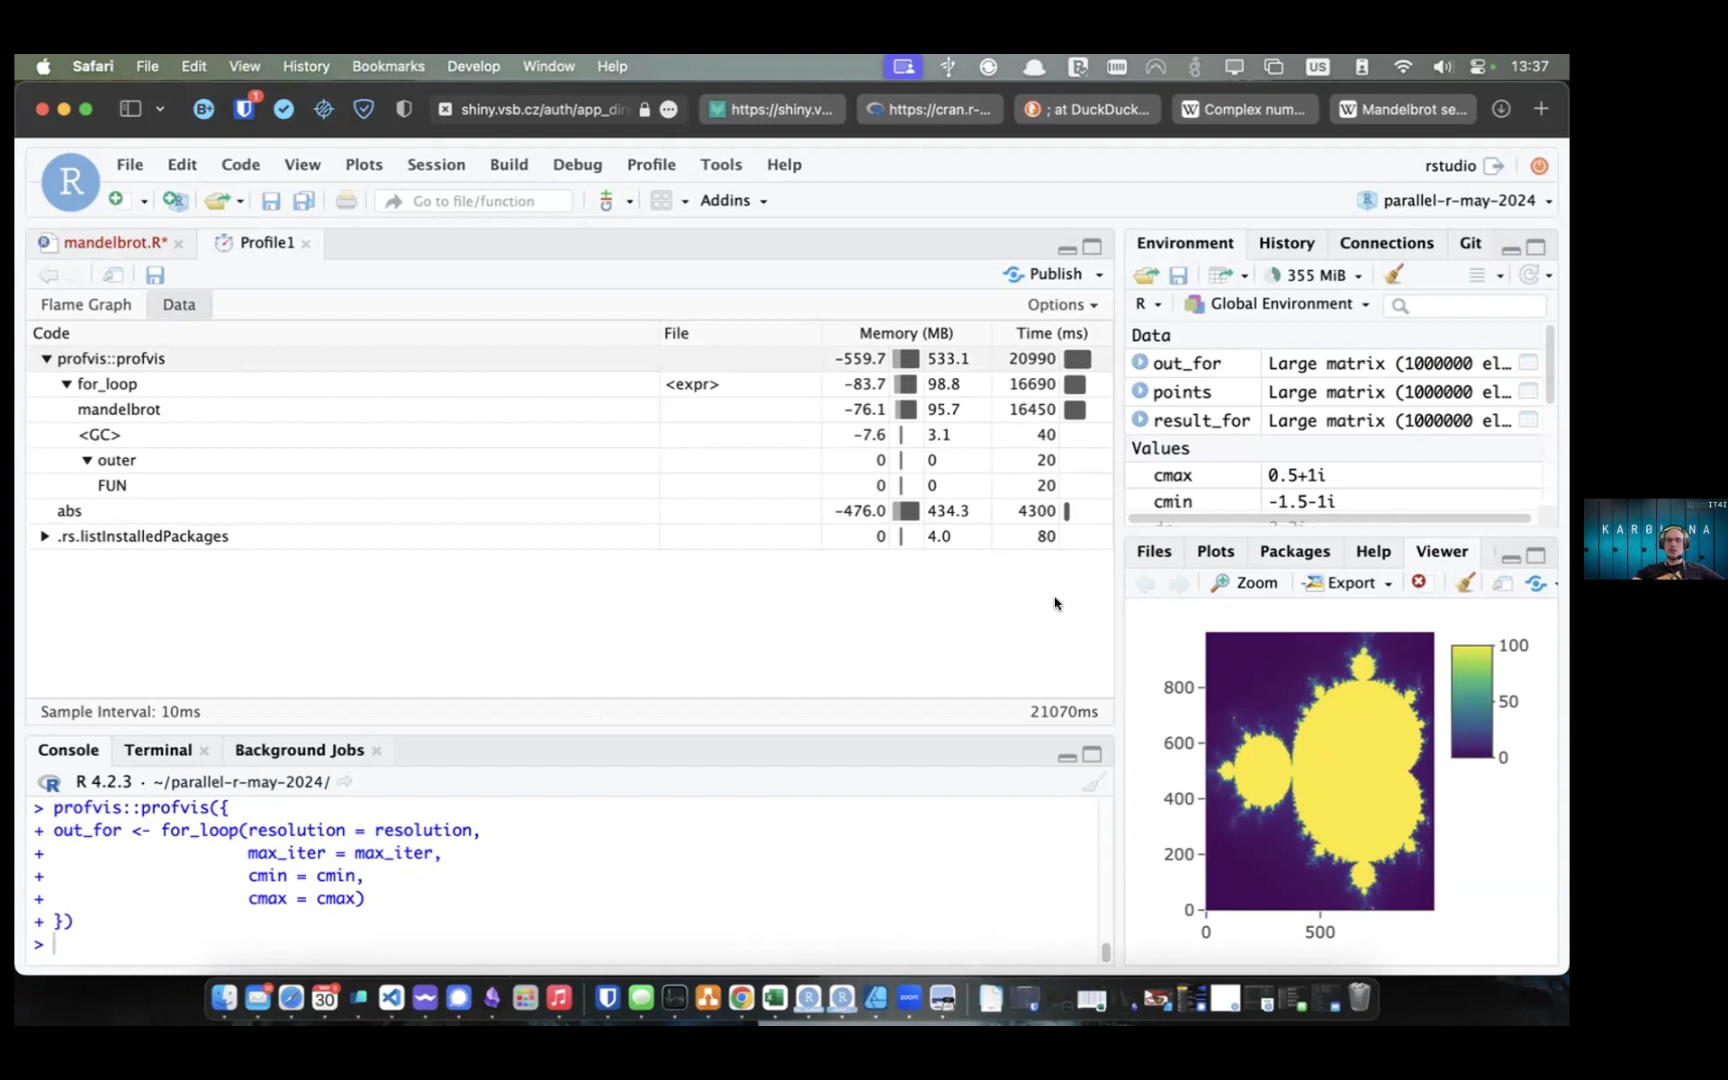 Safari File Edit View History Bookmarks Develop Window Help US 13:37
B+ 1 shiny.vsb.cz/auth/app_dir https://shiny.v... https://cran.r-... ; at DuckDuck... W Complex num... W Mandelbrot se...
R File Edit Code View Plots Session Build Debug Profile Tools Help rstudio
Go to file/function Addins parallel-r-may-2024
mandelbrot.R* Profile1
Publish
Flame Graph Data Options
Code File Memory (MB) Time (ms)
profvis::profvis -559.7 533.1 20990
for_loop <expr> -83.7 98.8 16690
mandelbrot -76.1 95.7 16450
<GC> -7.6 3.1 40
outer 0 0 20
FUN 0 0 20
abs -476.0 434.3 4300
.rs.listInstalledPackages 0 4.0 80
Sample Interval: 10ms 21070ms
Environment History Connections Git
355 MiB
R Global Environment
Data
out_for Large matrix (1000000 el...
points Large matrix (1000000 el...
result_for Large matrix (1000000 el...
Values
cmax 0.5+1i
cmin -1.5-1i
Files Plots Packages Help Viewer
Zoom Export
100
50
0
800
600
400
200
0
0 500
Console Terminal Background Jobs
R 4.2.3 · ~/parallel-r-may-2024/
> profvis::profvis({
+ out_for <- for_loop(resolution = resolution,
+ max_iter = max_iter,
+ cmin = cmin,
+ cmax = cmax)
+ })
>
30
zoom
IT4I
KAROLINA